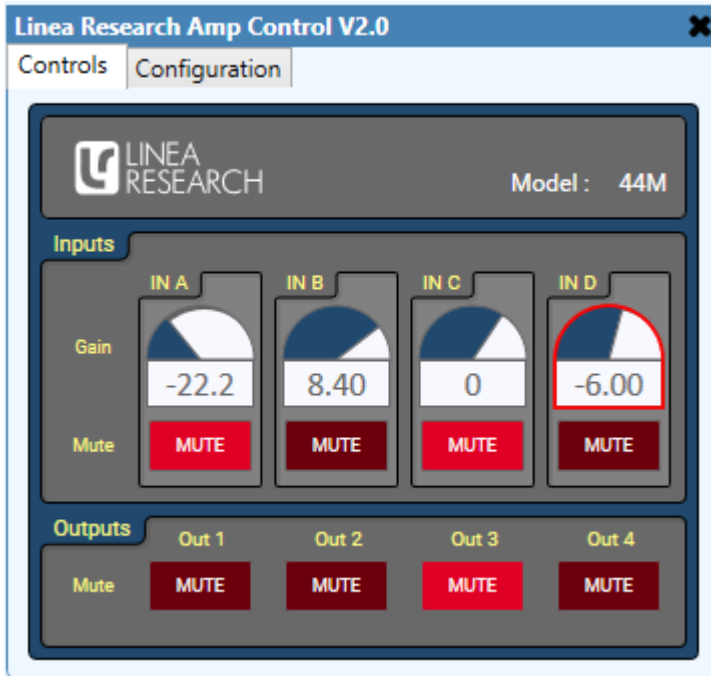 Linea Research Amp Control V2.0
Controls Configuration
LINEA
RESEARCH
Model : 44M
Inputs
IN A IN B IN C IN D
Gain
-22.2 8.40 0 -6.00
Mute MUTE MUTE MUTE MUTE
Outputs
Out 1 Out 2 Out 3 Out 4
Mute MUTE MUTE MUTE MUTE